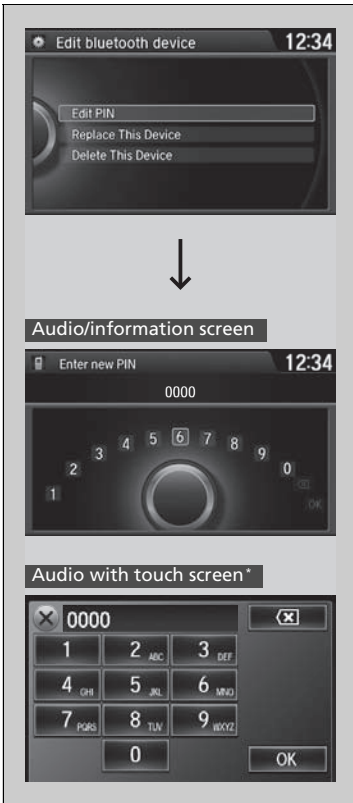 Edit bluetooth device 12:34
Edit PIN
Replace This Device
Delete This Device
Audio/information screen
Enter new PIN 12:34
0000
1 2 3 4 5 6 7 8 9 0
OK
Audio with touch screen*
0000
1 2 ABC 3 DEF
4 GHI 5 JKL 6 MNO
7 PQRS 8 TUV 9 WXYZ
0 OK